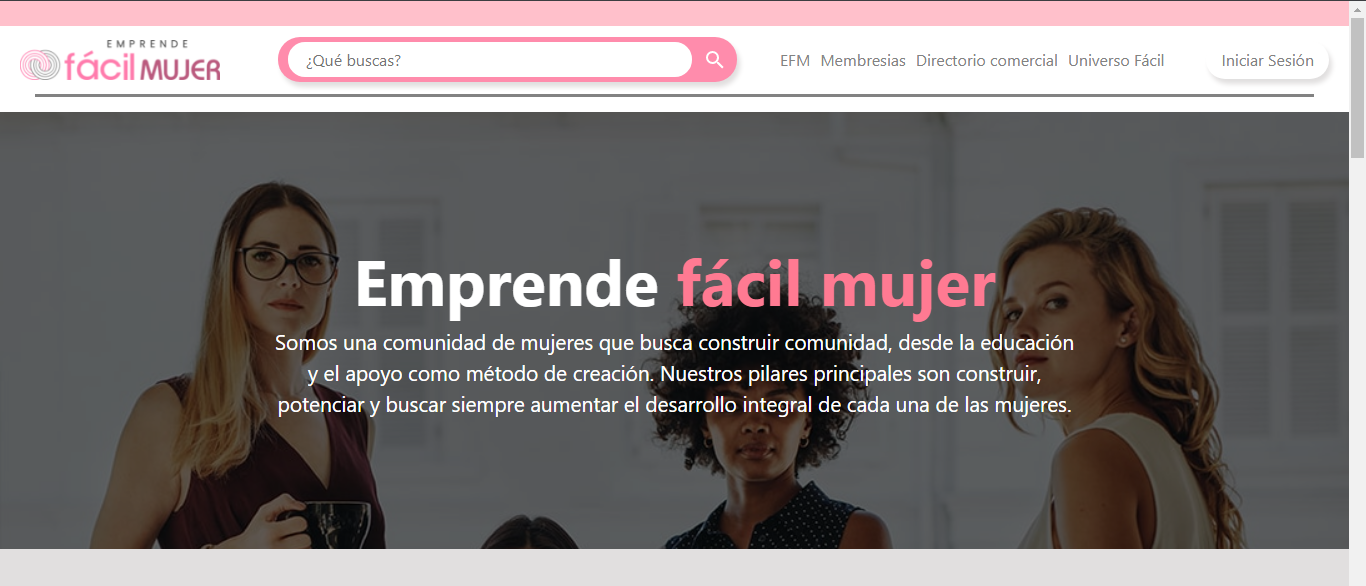 EMPRENDE
fácil MUJER
¿Qué buscas?
EFM Membresias Directorio comercial Universo Fácil
Iniciar Sesión
Emprende fácil mujer
Somos una comunidad de mujeres que busca construir comunidad, desde la educación
y el apoyo como método de creación. Nuestros pilares principales son construir,
potenciar y buscar siempre aumentar el desarrollo integral de cada una de las mujeres.